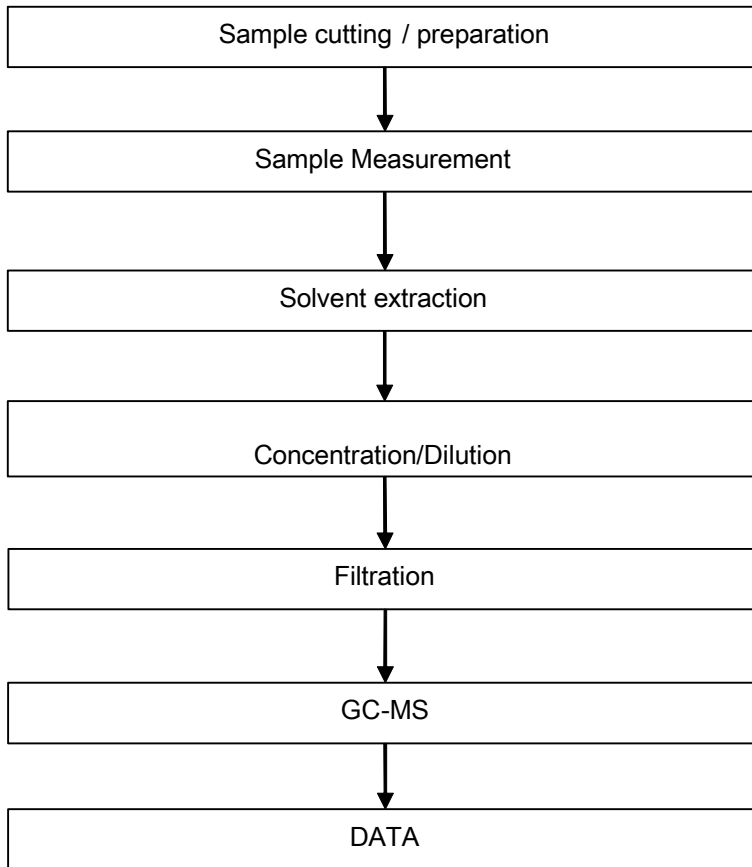 Sample cutting / preparation
Sample Measurement
Solvent extraction
Concentration/Dilution
Filtration
GC-MS
DATA